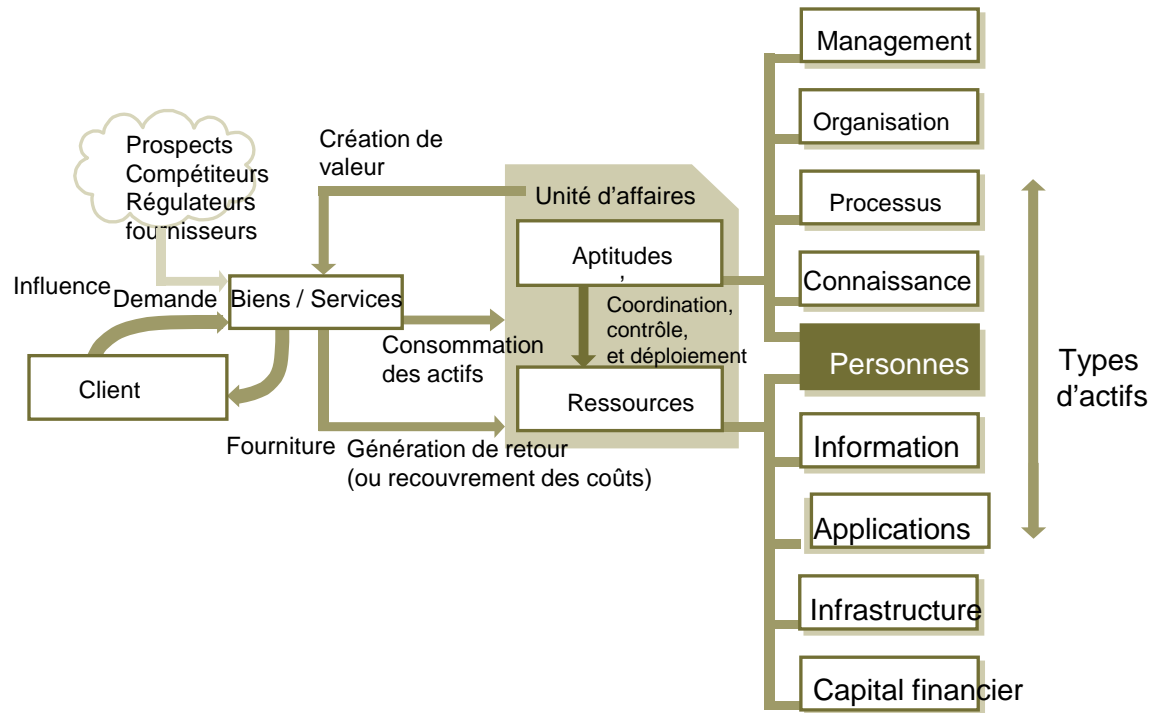 Prospects
Compétiteurs
Régulateurs
fournisseurs
Influence
Demande
Client
Création de
valeur
Biens / Services
Fourniture
Consommation
des actifs
Génération de retour
(ou recouvrement des coûts)
Unité d’affaires
Aptitudes
,
Coordination,
contrôle,
et déploiement
Ressources
Management
Organisation
Processus
Connaissance
Personnes
Information
Applications
Infrastructure
Capital financier
Types
d’actifs